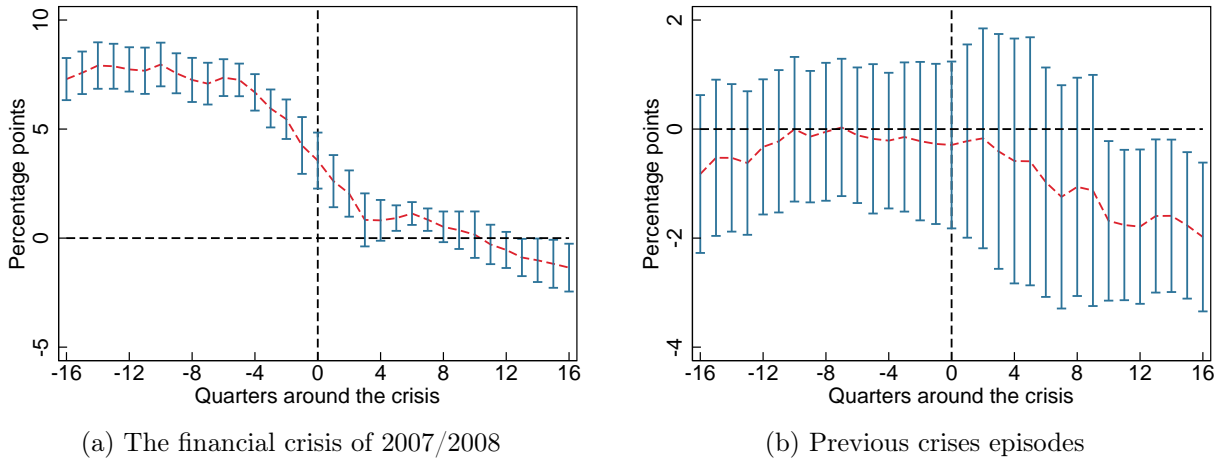 10
5
0
-5
Percentage points
-16 -12 -8 -4 0 4 8 12 16
Quarters around the crisis
(a) The financial crisis of 2007/2008
2
0
-2
-4
Percentage points
-16 -12 -8 -4 0 4 8 12 16
Quarters around the crisis
(b) Previous crises episodes